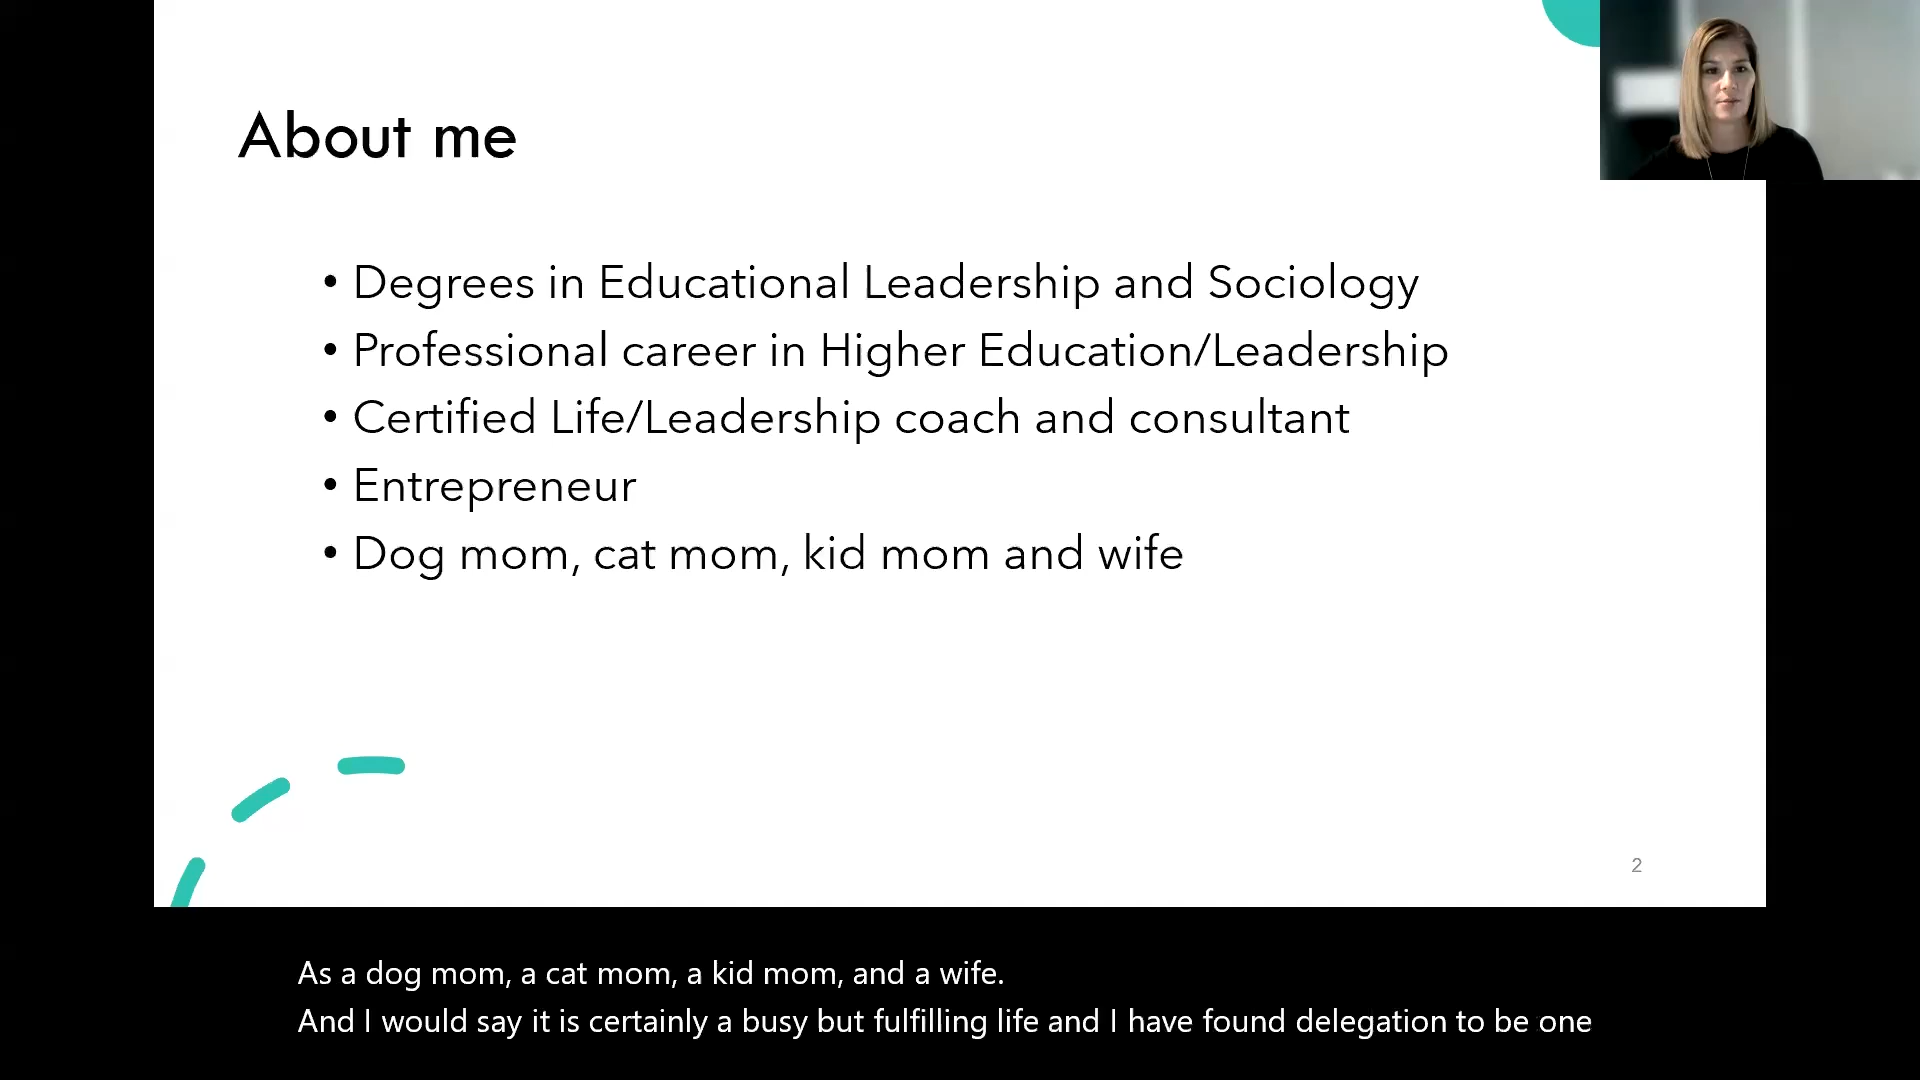 About me
• Degrees in Educational Leadership and Sociology
• Professional career in Higher Education/Leadership
• Certified Life/Leadership coach and consultant
• Entrepreneur
• Dog mom, cat mom, kid mom and wife
2
As a dog mom, a cat mom, a kid mom, and a wife.
And I would say it is certainly a busy but fulfilling life and I have found delegation to be one